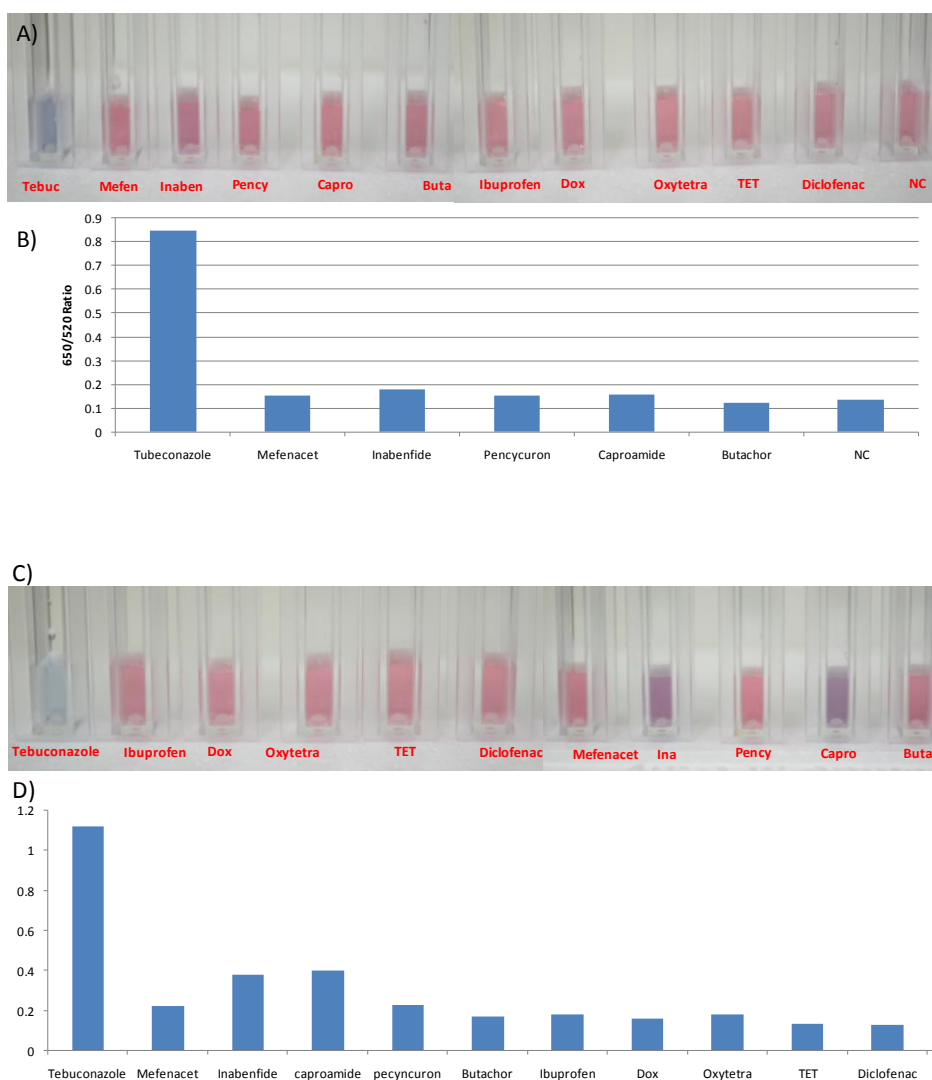 A)
Tebuc Mefen Inaben Pency Capro Buta Ibuprofen Dox Oxytetra TET Diclofenac NC
B)
650/520 Ratio
0.9
0.8
0.7
0.6
0.5
0.4
0.3
0.2
0.1
0
Tubeconazole Mefenacet Inabenfide Pencycuron Caproamide Butachor NC
C)
Tebuconazole Ibuprofen Dox Oxytetra TET Diclofenac Mefenacet Ina Pency Capro Buta
D)
1.2
1
0.8
0.6
0.4
0.2
0
Tebuconazole Mefenacet Inabenfide caproamide pecyncuron Butachor Ibuprofen Dox Oxytetra TET Diclofenac